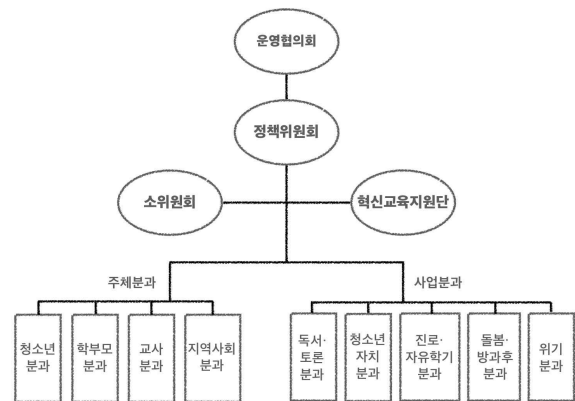 운영협의회
정책위원회
소위원회
혁신교육지원단
주체분과
사업분과
청소년
분과
학부모
분과
교사
분과
지역사회
분과
독서·
토론
분과
청소년
자치
분과
진로·
자유학기
분과
돌봄·
방과후
분과
위기
분과